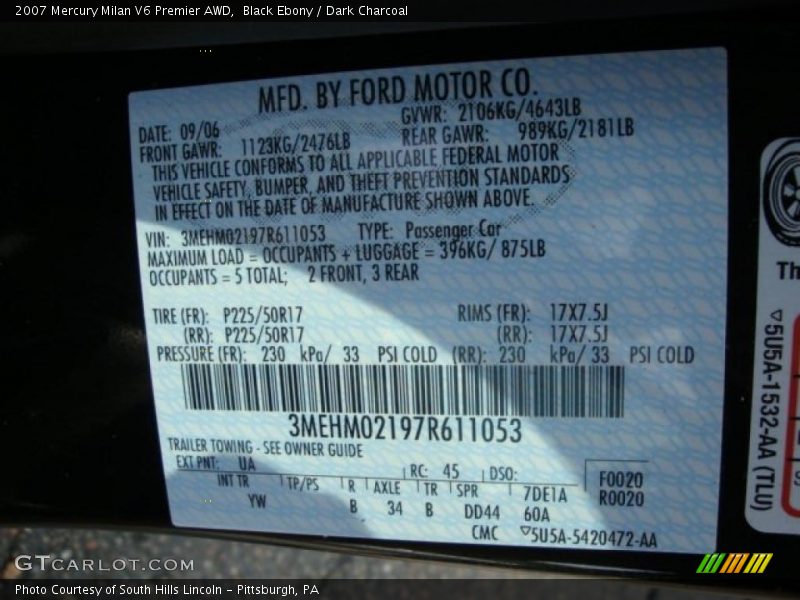 2007 Mercury Milan V6 Premier AWD,  Black Ebony / Dark Charcoal
MFD. BY FORD MOTOR CO.
DATE: 09/06 GVWR: 2106KG/4643LB
FRONT GAWR: 1123KG/2476LB REAR GAWR: 989KG/2181LB
THIS VEHICLE CONFORMS TO ALL APPLICABLE FEDERAL MOTOR
VEHICLE SAFETY, BUMPER, AND THEFT PREVENTION STANDARDS
IN EFFECT ON THE DATE OF MANUFACTURE SHOWN ABOVE.
VIN: 3MEHM02197R611053 TYPE: Passenger Car
MAXIMUM LOAD = OCCUPANTS + LUGGAGE = 396KG/ 875LB
OCCUPANTS = 5 TOTAL; 2 FRONT, 3 REAR
TIRE (FR): P225/50R17 RIMS (FR): 17X7.5J
(RR): P225/50R17 (RR): 17X7.5J
PRESSURE (FR): 230 kPa/ 33 PSI COLD (RR): 230 kPa/ 33 PSI COLD
3MEHM02197R611053
TRAILER TOWING - SEE OWNER GUIDE
EXT PNT: UA RC: 45 DSO: F0020
INT TR TP/PS R AXLE TR SPR 7DE1A R0020
YW B 34 B DD44 60A
CMC ▽5U5A-5420472-AA
Th
▽5U5A-1532-AA (TLU)
GTCARLOT.COM
Photo Courtesy of South Hills Lincoln - Pittsburgh, PA